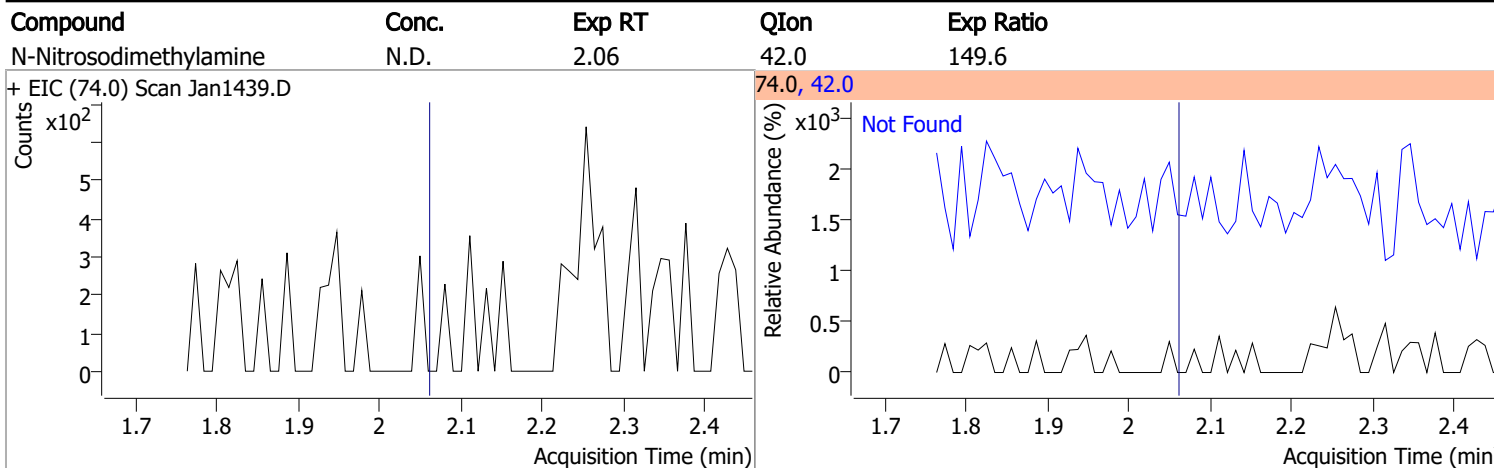 Compound Conc. Exp RT QIon Exp Ratio
N-Nitrosodimethylamine N.D. 2.06 42.0 149.6
+ EIC (74.0) Scan Jan1439.D
Counts
x10²
5
4
3
2
1
0
1.7 1.8 1.9 2 2.1 2.2 2.3 2.4
Acquisition Time (min)
74.0, 42.0
Relative Abundance (%)
x10³
Not Found
2
1.5
1
0.5
0
1.7 1.8 1.9 2 2.1 2.2 2.3 2.4
Acquisition Time (min